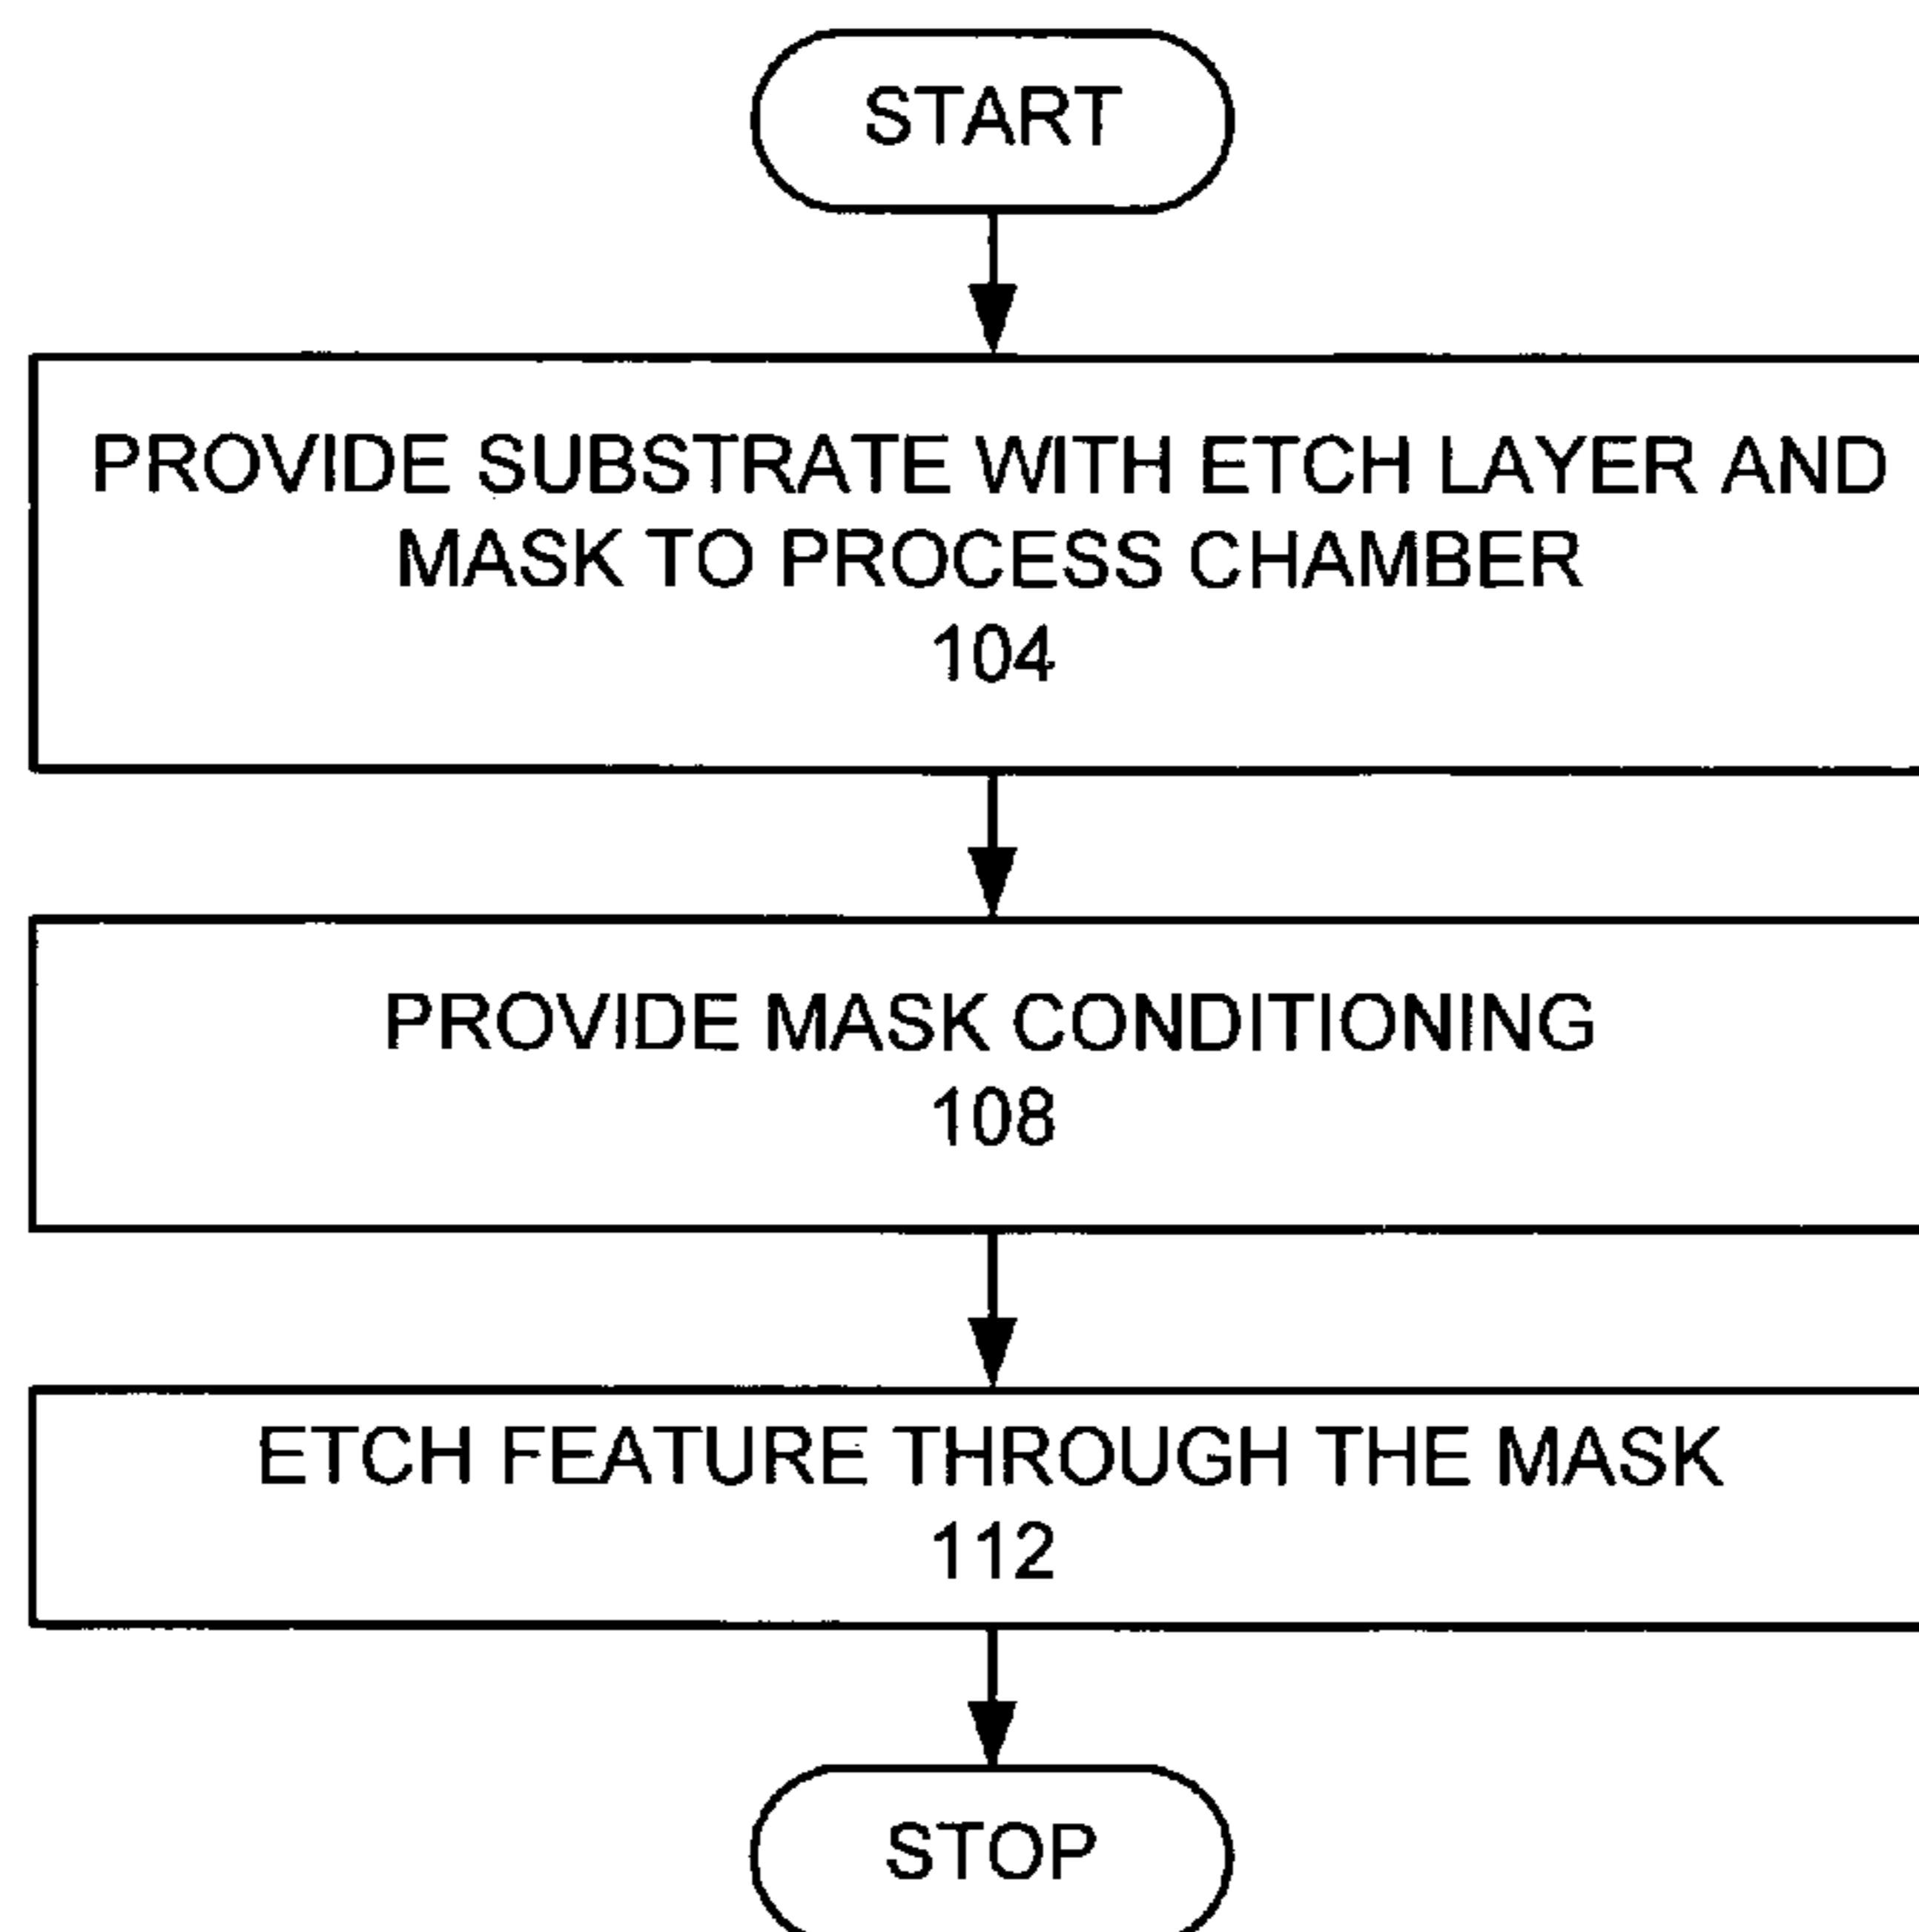 START
PROVIDE SUBSTRATE WITH ETCH LAYER AND
MASK TO PROCESS CHAMBER
104
PROVIDE MASK CONDITIONING
108
ETCH FEATURE THROUGH THE MASK
112
STOP